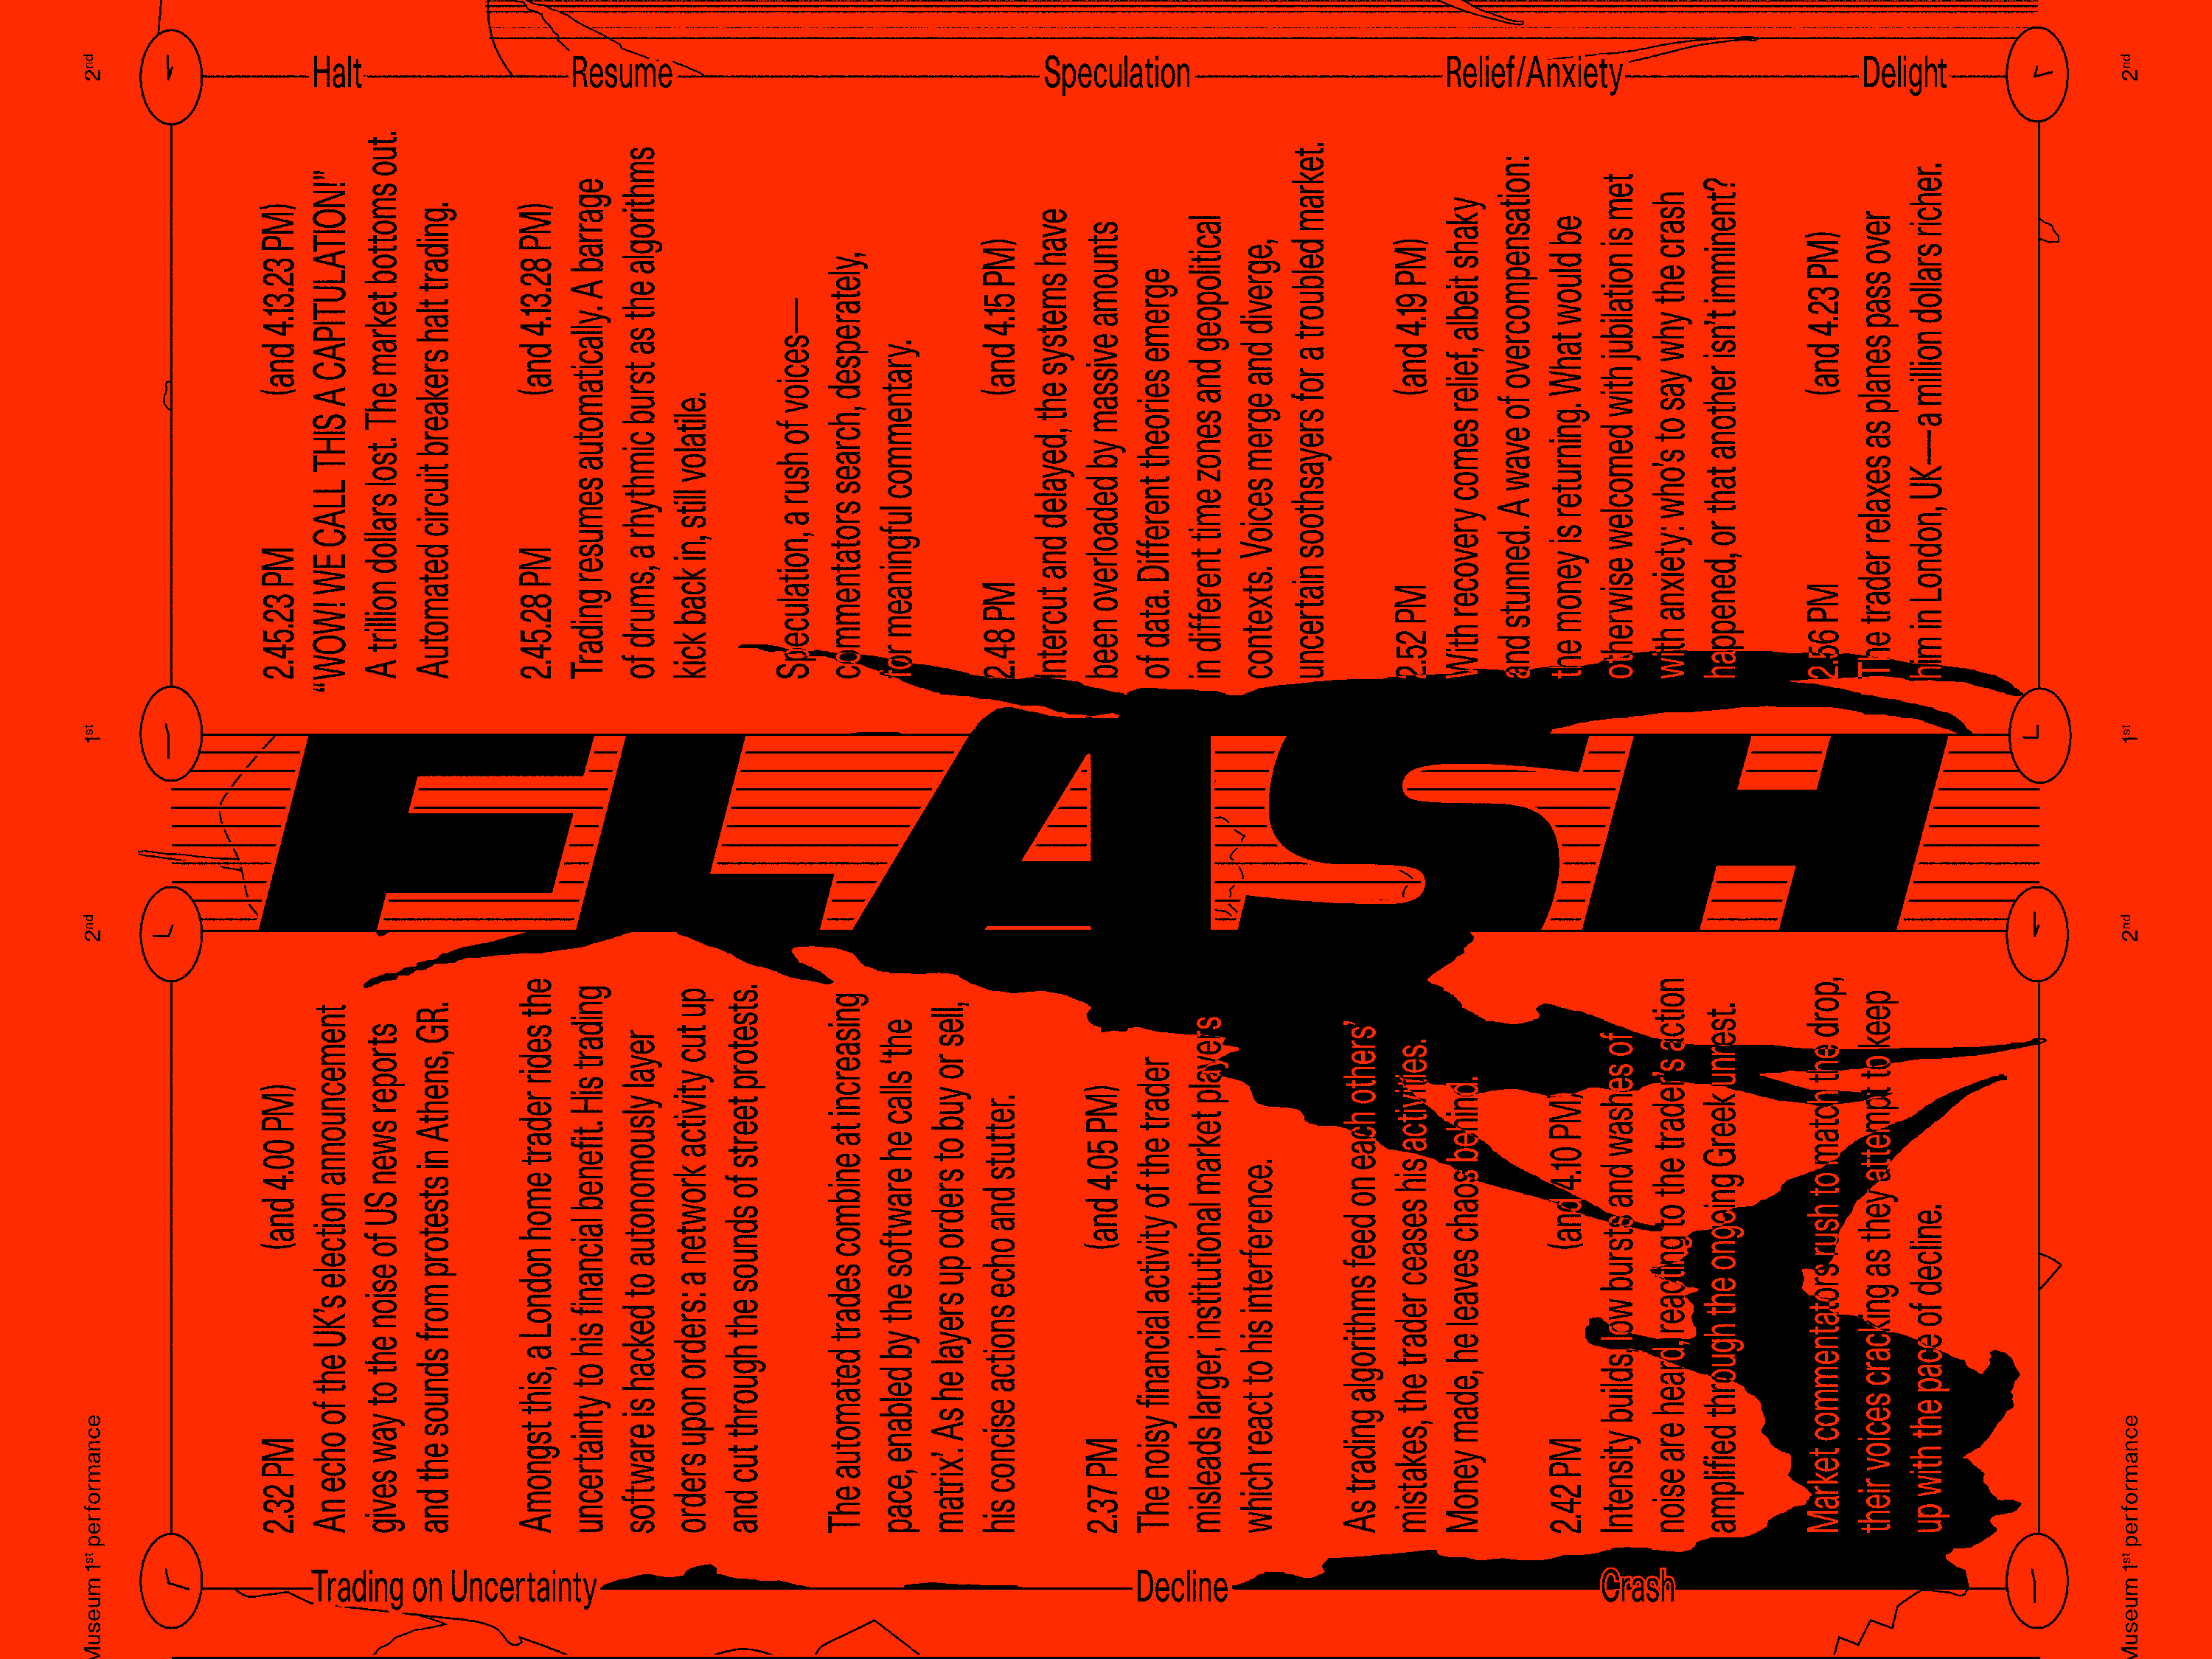 2nd
Halt
Resume
Speculation
Relief/Anxiety
Delight
2nd
2.45.23 PM (and 4.13.23 PM)
“WOW! WE CALL THIS A CAPITULATION!”
A trillion dollars lost. The market bottoms out.
Automated circuit breakers halt trading.
2.45.28 PM (and 4.13.28 PM)
Trading resumes automatically. A barrage
of drums, a rhythmic burst as the algorithms
kick back in, still volatile.
Speculation, a rush of voices—
commentators search, desperately,
for meaningful commentary.
2.48 PM (and 4.15 PM)
Intercut and delayed, the systems have
been overloaded by massive amounts
of data. Different theories emerge
in different time zones and geopolitical
contexts. Voices merge and diverge,
uncertain soothsayers for a troubled market.
2.52 PM (and 4.19 PM)
With recovery comes relief, albeit shaky
and stunned. A wave of overcompensation:
the money is returning. What would be
otherwise welcomed with jubilation is met
with anxiety: who's to say why the crash
happened, or that another isn't imminent?
2.56 PM (and 4.23 PM)
The trader relaxes as planes pass over
him in London, UK—a million dollars richer.
1st
1st
FLASH
2nd
2nd
2.32 PM (and 4.00 PM)
An echo of the UK's election announcement
gives way to the noise of US news reports
and the sounds from protests in Athens, GR.
Amongst this, a London home trader rides the
uncertainty to his financial benefit. His trading
software is hacked to autonomously layer
orders upon orders: a network activity cut up
and cut through the sounds of street protests.
The automated trades combine at increasing
pace, enabled by the software he calls ‘the
matrix’. As he layers up orders to buy or sell,
his concise actions echo and stutter.
2.37 PM (and 4.05 PM)
The noisy financial activity of the trader
misleads larger, institutional market players
which react to his interference.
As trading algorithms feed on each others’
mistakes, the trader ceases his activities.
Money made, he leaves chaos behind.
2.42 PM (and 4.10 PM)
Intensity builds, low bursts and washes of
noise are heard, reacting to the trader's action
amplified through the ongoing Greek unrest.
Market commentators rush to match the drop,
their voices cracking as they attempt to keep
up with the pace of decline.
Museum 1st performance
Museum 1st performance
Trading on Uncertainty
Decline
Crash